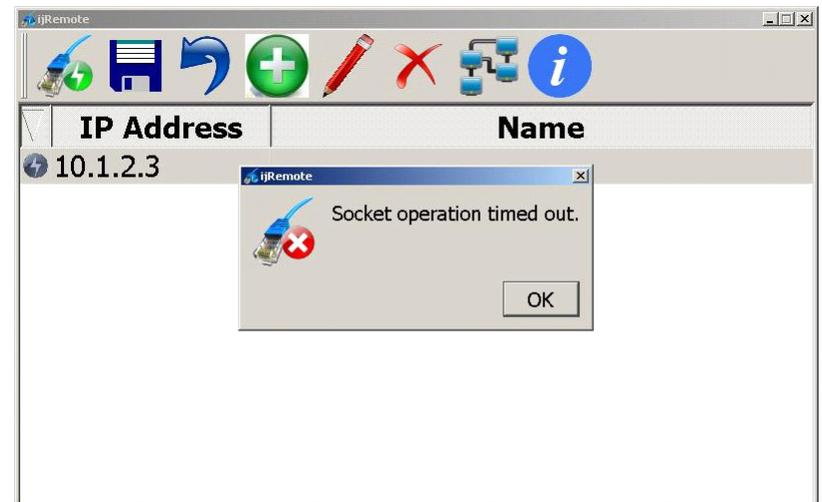 ijRemote
IP Address Name
10.1.2.3
ijRemote
Socket operation timed out.
OK